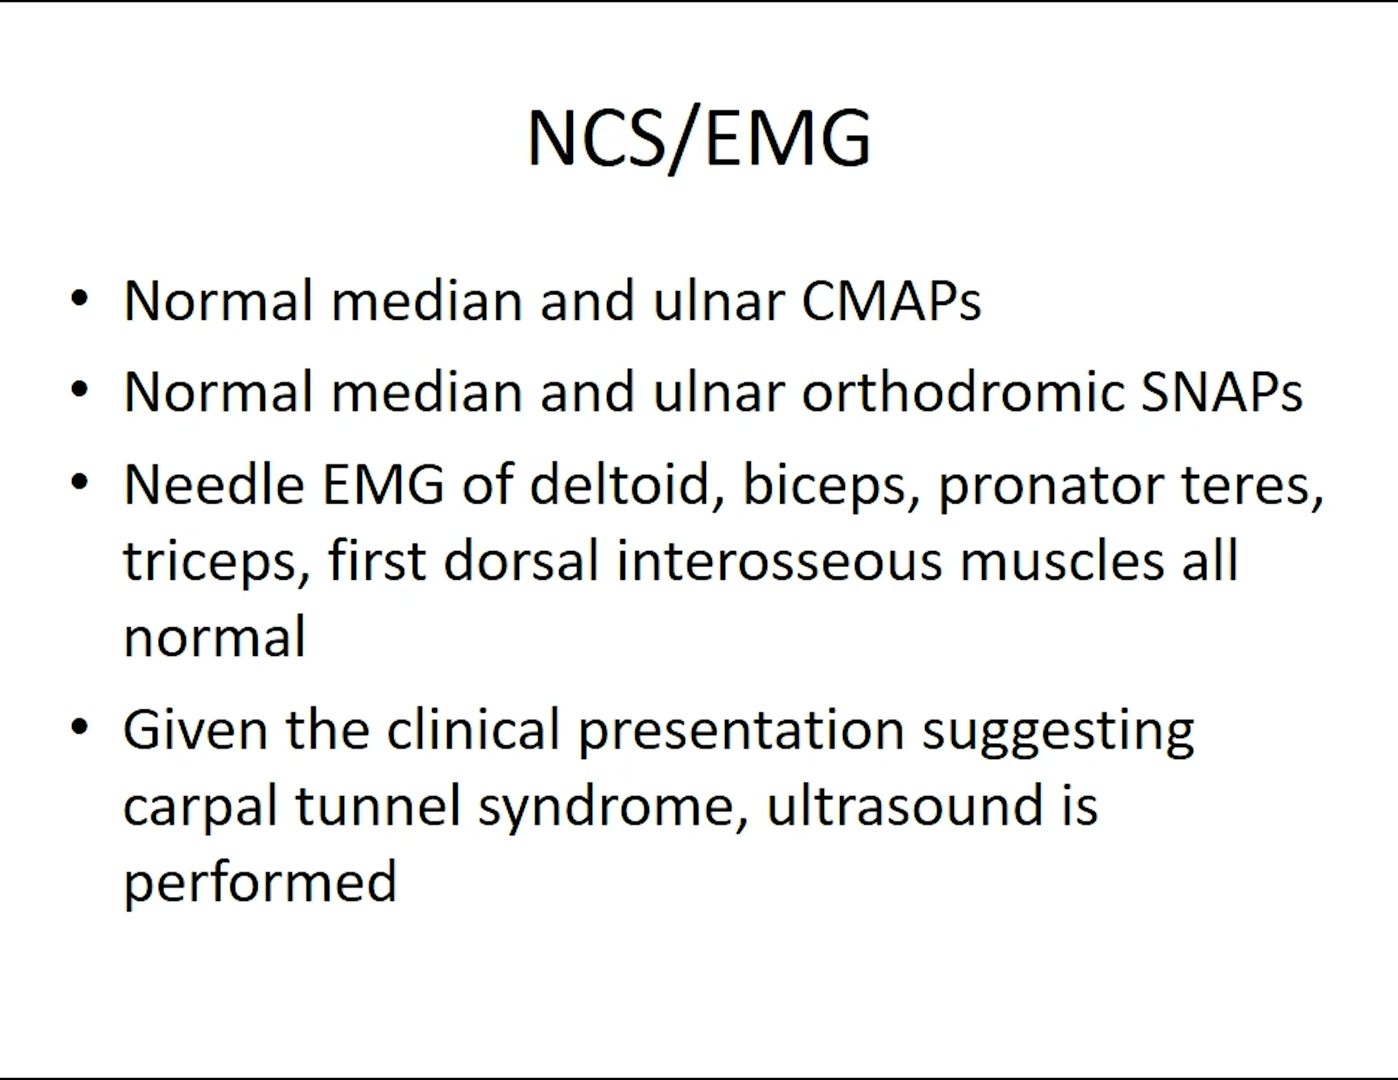 NCS/EMG
• Normal median and ulnar CMAPs
• Normal median and ulnar orthodromic SNAPs
• Needle EMG of deltoid, biceps, pronator teres,
triceps, first dorsal interosseous muscles all
normal
• Given the clinical presentation suggesting
carpal tunnel syndrome, ultrasound is
performed